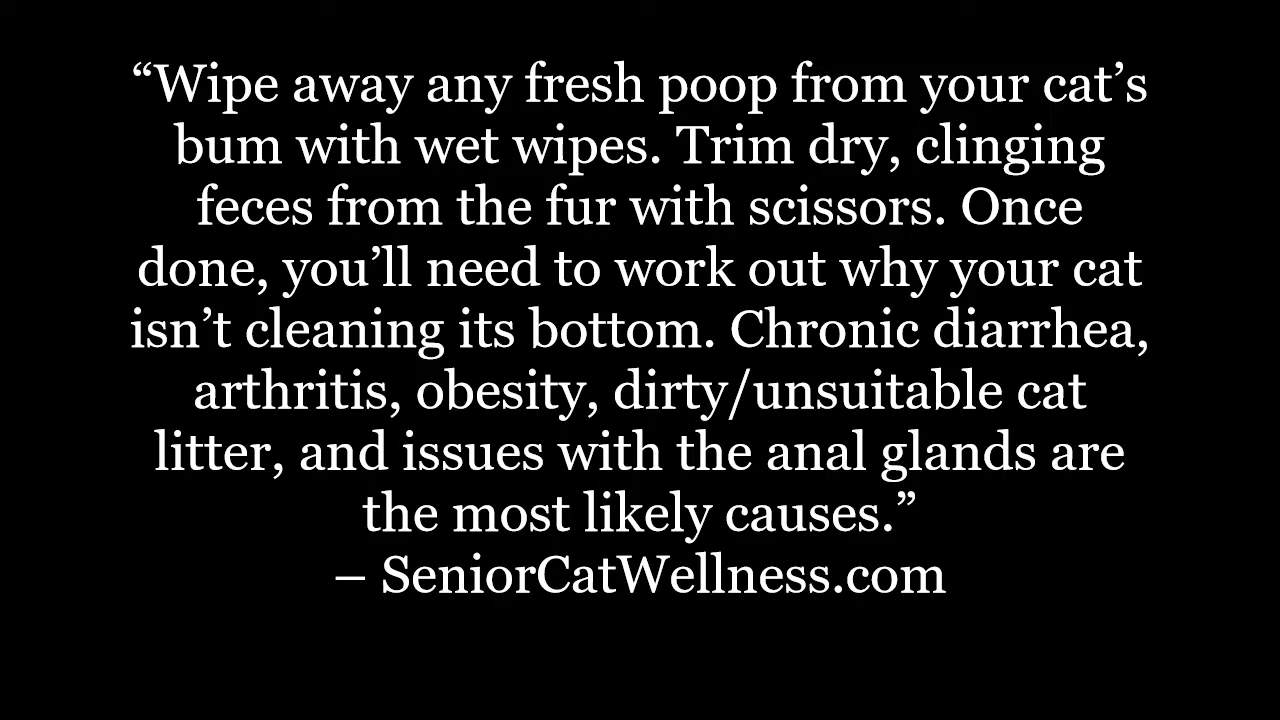 “Wipe away any fresh poop from your cat’s
bum with wet wipes. Trim dry, clinging
feces from the fur with scissors. Once
done, you’ll need to work out why your cat
isn’t cleaning its bottom. Chronic diarrhea,
arthritis, obesity, dirty/unsuitable cat
litter, and issues with the anal glands are
the most likely causes.”
– SeniorCatWellness.com